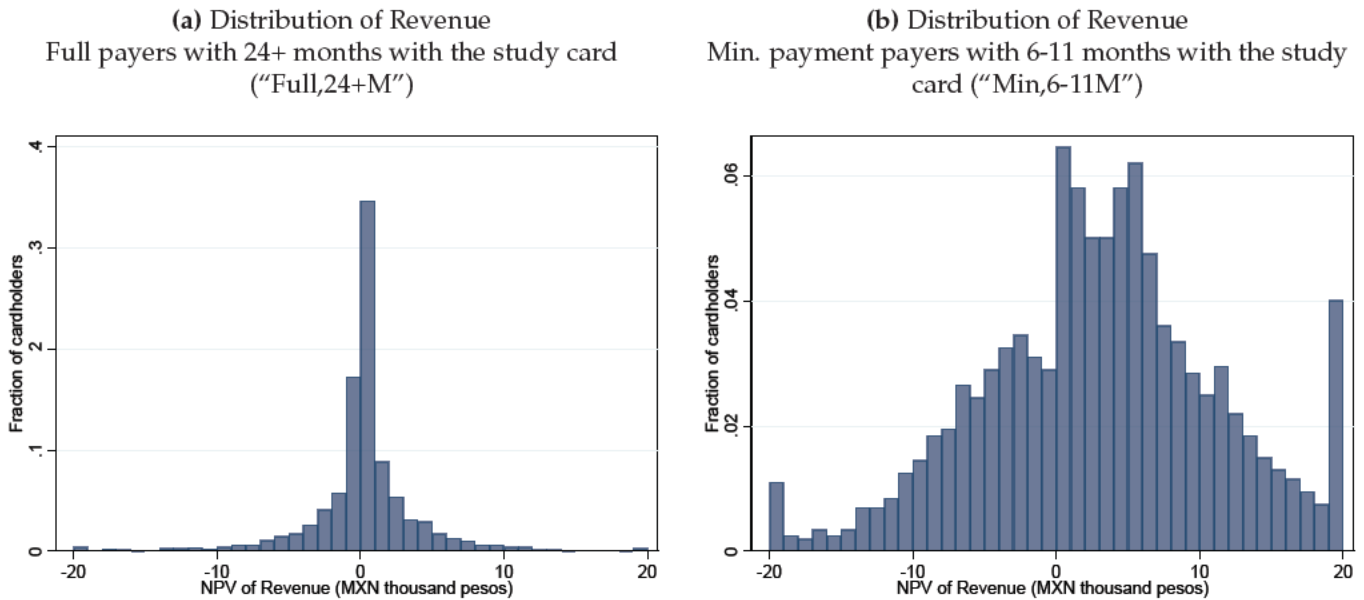 (a) Distribution of Revenue
Full payers with 24+ months with the study card
(“Full,24+M”)
Fraction of cardholders
.4
.3
.2
.1
0
-20
-10
0
10
20
NPV of Revenue (MXN thousand pesos)
(b) Distribution of Revenue
Min. payment payers with 6-11 months with the study
card (“Min,6-11M”)
Fraction of cardholders
.06
.04
.02
0
-20
-10
0
10
20
NPV of Revenue (MXN thousand pesos)